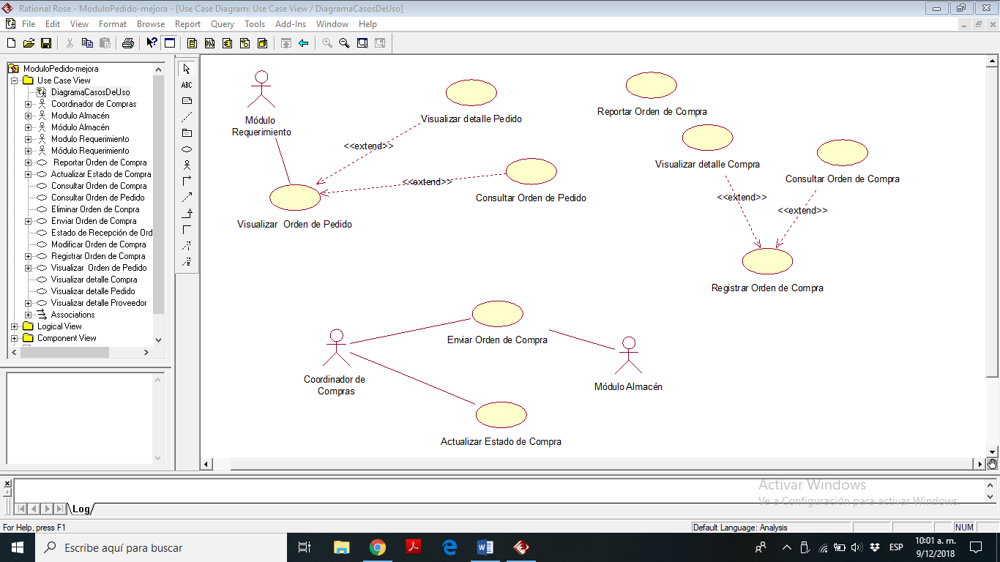 Rational Rose - ModuloPedido-mejora - [Use Case Diagram: Use Case View / DiagramaCasosDeUso]
File Edit View Format Browse Report Query Tools Add-Ins Window Help
ABC
ModuloPedido-mejora
Use Case View
DiagramaCasosDeUso
Coordinador de Compras
Modulo Almacén
Módulo Almacén
Modulo Requerimiento
Módulo Requerimiento
Reportar Orden de Compra
Actualizar Estado de Compra
Consultar Orden de Compra
Consultar Orden de Pedido
Eliminar Orden de Conpra
Enviar Orden de Compra
Estado de Recepción de Ord
Modificar Orden de Compra
Registrar Orden de Compra
Visualizar Orden de Pedido
Visualizar detalle Compra
Visualizar detalle Pedido
Visualizar detalle Proveedor
Associations
Logical View
Component View
Módulo
Requerimiento
Visualizar detalle Pedido
<<extend>>
<<extend>>
Consultar Orden de Pedido
Visualizar Orden de Pedido
Reportar Orden de Compra
Visualizar detalle Compra
Consultar Orden de Compra
<<extend>>
<<extend>>
Registrar Orden de Compra
Enviar Orden de Compra
Coordinador de
Compras
Módulo Almacén
Actualizar Estado de Compra
Activar Windows
Ve a Configuración para activar Windows.
Log
For Help, press F1
Default Language: Analysis
NUM
Escribe aquí para buscar
ESP
10:01 a. m.
9/12/2018